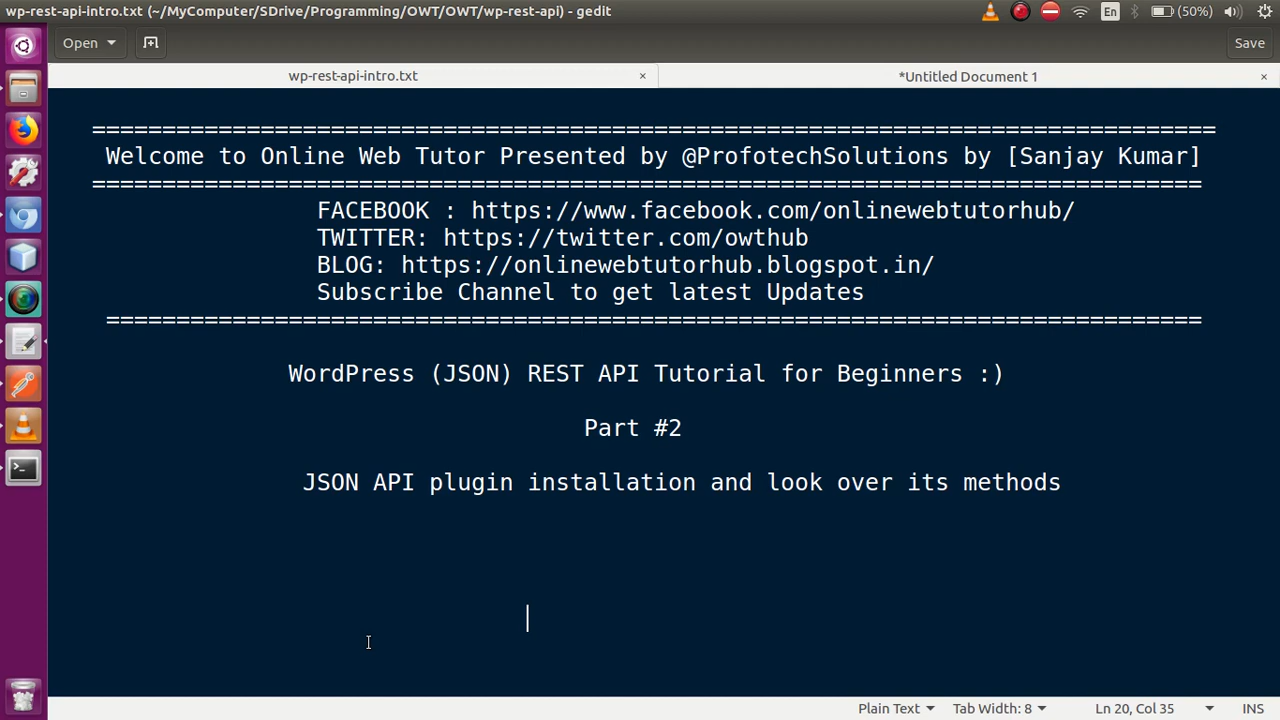 wp-rest-api-intro.txt (~/MyComputer/SDrive/Programming/OWT/OWT/wp-rest-api) - gedit
En
(50%)
Open
Save
wp-rest-api-intro.txt ×
*Untitled Document 1 ×
================================================================================
Welcome to Online Web Tutor Presented by @ProfotechSolutions by [Sanjay Kumar]
===============================================================================
FACEBOOK : https://www.facebook.com/onlinewebtutorhub/
TWITTER: https://twitter.com/owthub
BLOG: https://onlinewebtutorhub.blogspot.in/
Subscribe Channel to get latest Updates
==============================================================================
WordPress (JSON) REST API Tutorial for Beginners :)
Part #2
JSON API plugin installation and look over its methods
Plain Text
Tab Width: 8
Ln 20, Col 35
INS